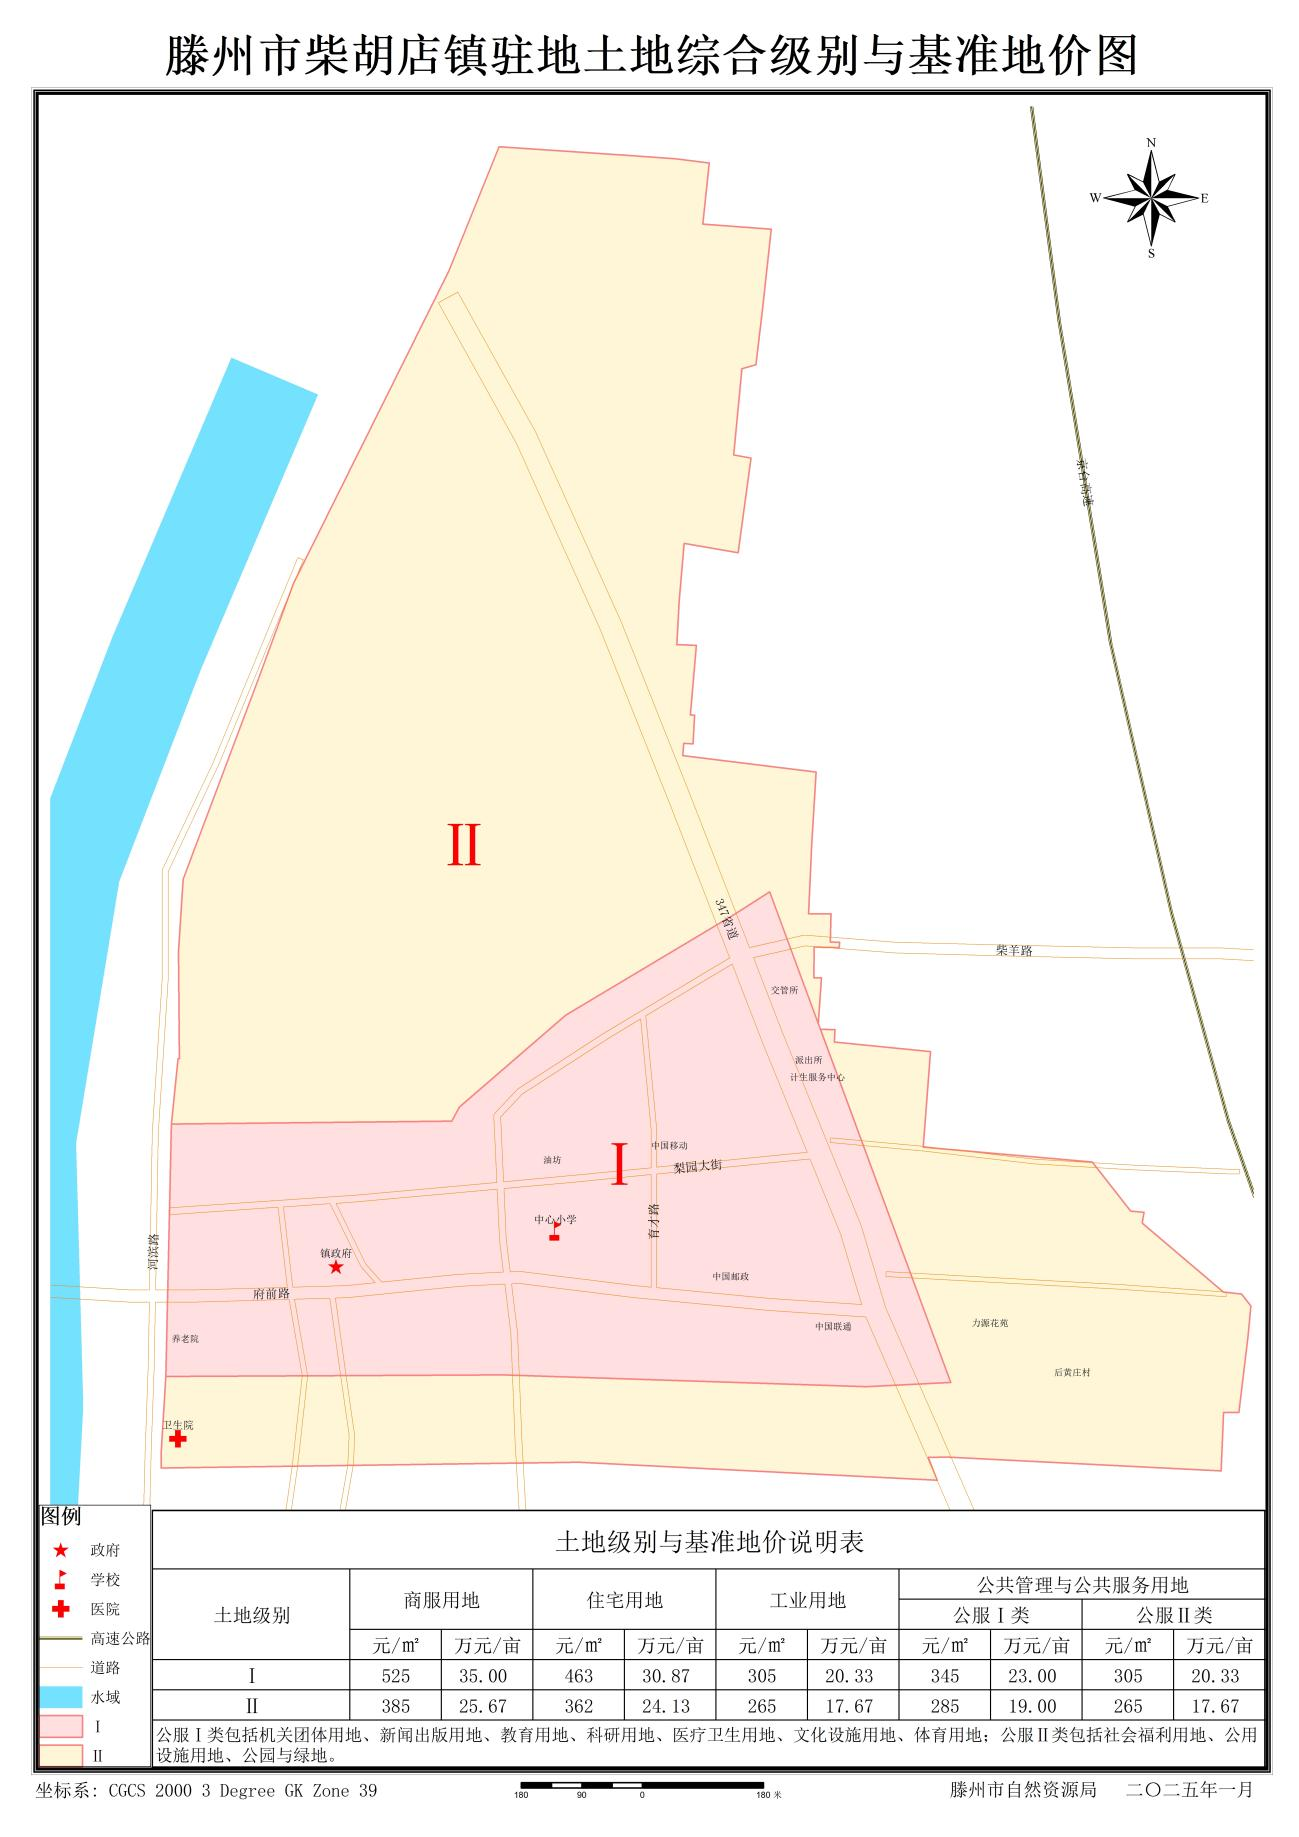 滕州市柴胡店镇驻地土地综合级别与基准地价图
N
W
E
S
京台高速
II
347省道
柴羊路
交管所
派出所
计生服务中心
中国移动
油坊
I
梨园大街
中心小学
育才路
河滨路
镇政府
中国邮政
府前路
力源花苑
中国联通
养老院
后黄庄村
卫生院
图例
政府
学校
医院
高速公路
道路
水域
I
II
土地级别与基准地价说明表
土地级别 商服用地 住宅用地 工业用地 公共管理与公共服务用地
公服Ⅰ类 公服Ⅱ类
元/㎡ 万元/亩 元/㎡ 万元/亩 元/㎡ 万元/亩 元/㎡ 万元/亩 元/㎡ 万元/亩
Ⅰ 525 35.00 463 30.87 305 20.33 345 23.00 305 20.33
Ⅱ 385 25.67 362 24.13 265 17.67 285 19.00 265 17.67
公服Ⅰ类包括机关团体用地、新闻出版用地、教育用地、科研用地、医疗卫生用地、文化设施用地、体育用地；公服Ⅱ类包括社会福利用地、公用
设施用地、公园与绿地。
坐标系: CGCS 2000 3 Degree GK Zone 39
180 90 0 180 米
滕州市自然资源局 二〇二五年一月